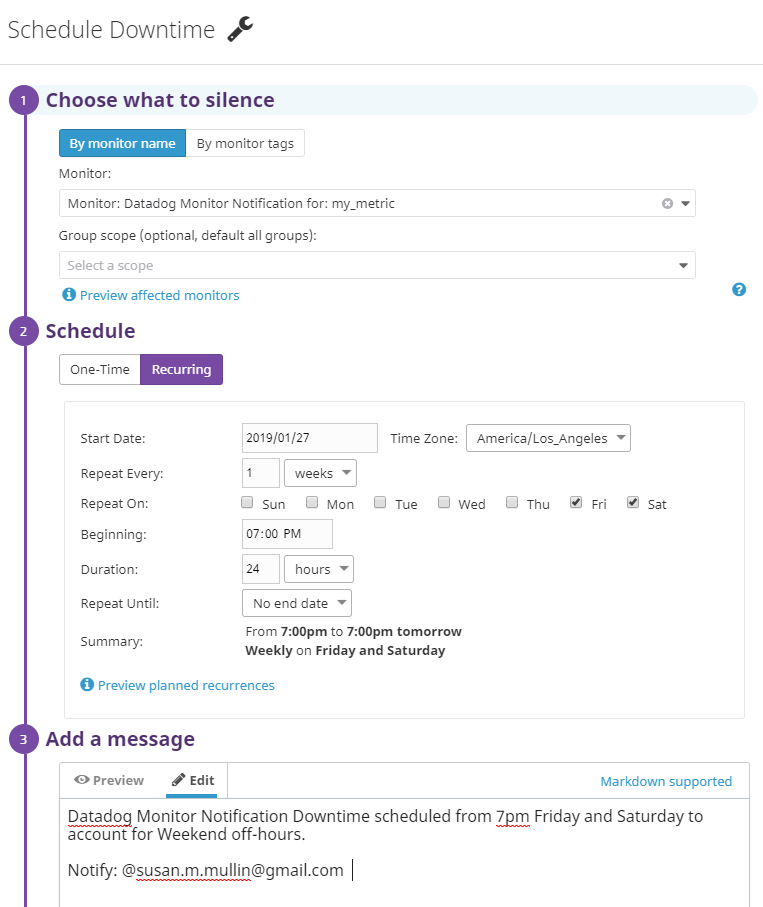 Schedule Downtime
1 Choose what to silence
By monitor name By monitor tags
Monitor:
Monitor: Datadog Monitor Notification for: my_metric
Group scope (optional, default all groups):
Select a scope
Preview affected monitors ?
2 Schedule
One-Time Recurring
Start Date: 2019/01/27 Time Zone: America/Los_Angeles
Repeat Every: 1 weeks
Repeat On: Sun Mon Tue Wed Thu Fri Sat
Beginning: 07:00 PM
Duration: 24 hours
Repeat Until: No end date
From 7:00pm to 7:00pm tomorrow
Summary:
Weekly on Friday and Saturday
Preview planned recurrences
3 Add a message
Preview Edit Markdown supported
Datadog Monitor Notification Downtime scheduled from 7pm Friday and Saturday to
account for Weekend off-hours.
Notify: @susan.m.mullin@gmail.com